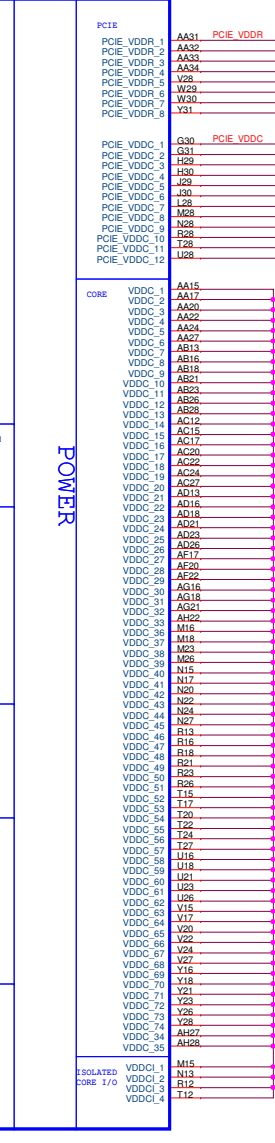 PCIE
PCIE_VDDR_1 AA31 PCIE_VDDR
PCIE_VDDR_2 AA32
PCIE_VDDR_3 AA33
PCIE_VDDR_4 AA34
PCIE_VDDR_5 V28
PCIE_VDDR_6 W29
PCIE_VDDR_7 W30
PCIE_VDDR_8 Y31
PCIE_VDDC_1 G30 PCIE_VDDC
PCIE_VDDC_2 G31
PCIE_VDDC_3 H29
PCIE_VDDC_4 H30
PCIE_VDDC_5 J29
PCIE_VDDC_6 J30
PCIE_VDDC_7 L28
PCIE_VDDC_8 M28
PCIE_VDDC_9 N28
PCIE_VDDC_10 R28
PCIE_VDDC_11 T28
PCIE_VDDC_12 U28
POWER
CORE VDDC_1 AA15
VDDC_2 AA17
VDDC_3 AA20
VDDC_4 AA22
VDDC_5 AA24
VDDC_6 AA27
VDDC_7 AB13
VDDC_8 AB16
VDDC_9 AB18
VDDC_10 AB21
VDDC_11 AB23
VDDC_12 AB26
VDDC_13 AB28
VDDC_14 AC12
VDDC_15 AC15
VDDC_16 AC17
VDDC_17 AC20
VDDC_18 AC22
VDDC_19 AC24
VDDC_20 AC27
VDDC_21 AD13
VDDC_22 AD16
VDDC_23 AD18
VDDC_24 AD21
VDDC_25 AD23
VDDC_26 AD26
VDDC_27 AF17
VDDC_28 AF20
VDDC_29 AF22
VDDC_30 AG16
VDDC_31 AG18
VDDC_32 AG21
VDDC_33 AH22
VDDC_36 M16
VDDC_37 M18
VDDC_38 M23
VDDC_39 M26
VDDC_40 N15
VDDC_41 N17
VDDC_42 N20
VDDC_43 N22
VDDC_44 N24
VDDC_45 N27
VDDC_46 R13
VDDC_47 R16
VDDC_48 R18
VDDC_49 R21
VDDC_50 R23
VDDC_51 R26
VDDC_52 T15
VDDC_53 T17
VDDC_54 T20
VDDC_55 T22
VDDC_56 T24
VDDC_57 T27
VDDC_58 U16
VDDC_59 U18
VDDC_60 U21
VDDC_61 U23
VDDC_62 U26
VDDC_63 V15
VDDC_64 V17
VDDC_65 V20
VDDC_66 V22
VDDC_67 V24
VDDC_68 V27
VDDC_69 Y16
VDDC_70 Y18
VDDC_71 Y21
VDDC_72 Y23
VDDC_73 Y26
VDDC_74 Y28
VDDC_34 AH27
VDDC_35 AH28
ISOLATED VDDCI_1 M15
CORE I/O VDDCI_2 N13
VDDCI_3 R12
VDDCI_4 T12